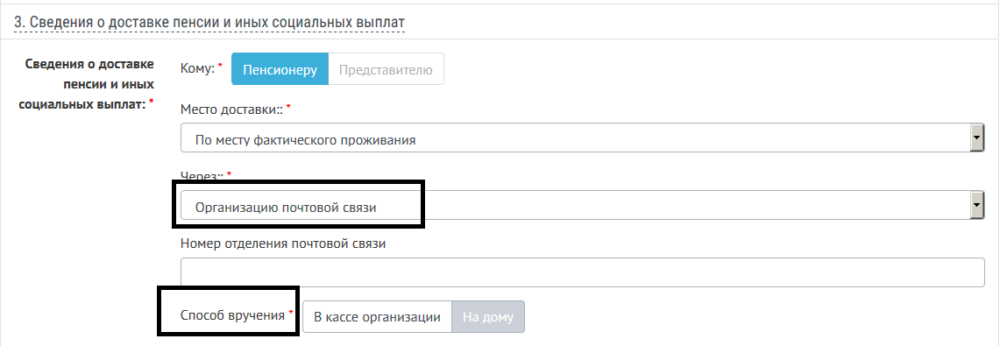 3. Сведения о доставке пенсии и иных социальных выплат
Сведения о доставке
пенсии и иных
социальных выплат: *
Кому: * Пенсионеру Представителю
Место доставки:: *
По месту фактического проживания
Через:: *
Организацию почтовой связи
Номер отделения почтовой связи
Способ вручения * В кассе организации На дому